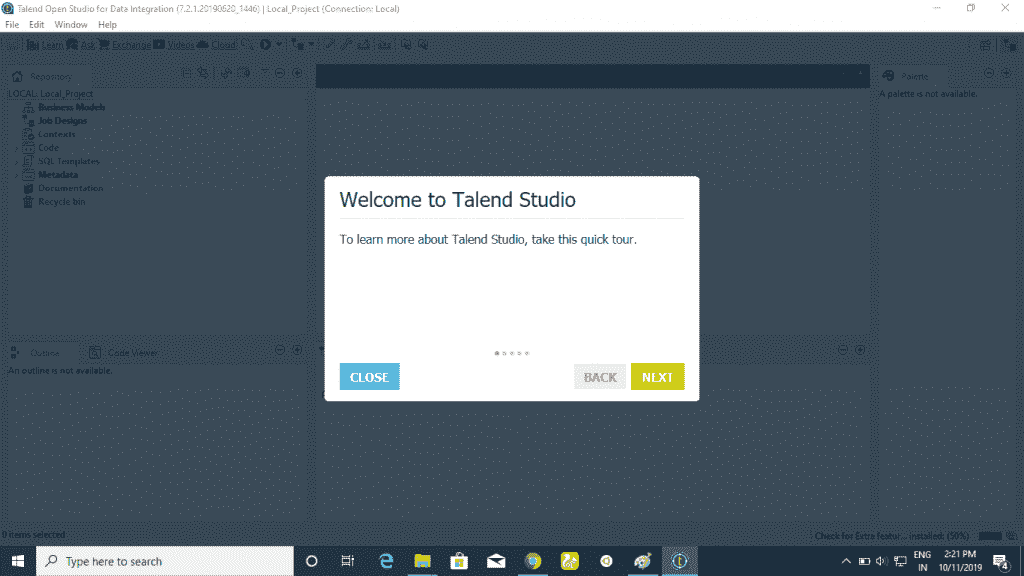 Talend Open Studio for Data Integration (7.2.1.20190620_1446) | Local_Project (Connection: Local)
File Edit Window Help
Learn Ask Exchange Videos Cloud
Repository
LOCAL: Local_Project
Business Models
Job Designs
Contexts
Code
SQL Templates
Metadata
Documentation
Recycle bin
Palette
A palette is not available.
Welcome to Talend Studio
To learn more about Talend Studio, take this quick tour.
CLOSE BACK NEXT
Outline Code Viewer
An outline is not available.
0 items selected
Check for Extra featur... installed: (50%)
Type here to search
ENG
IN
2:21 PM
10/11/2019
4